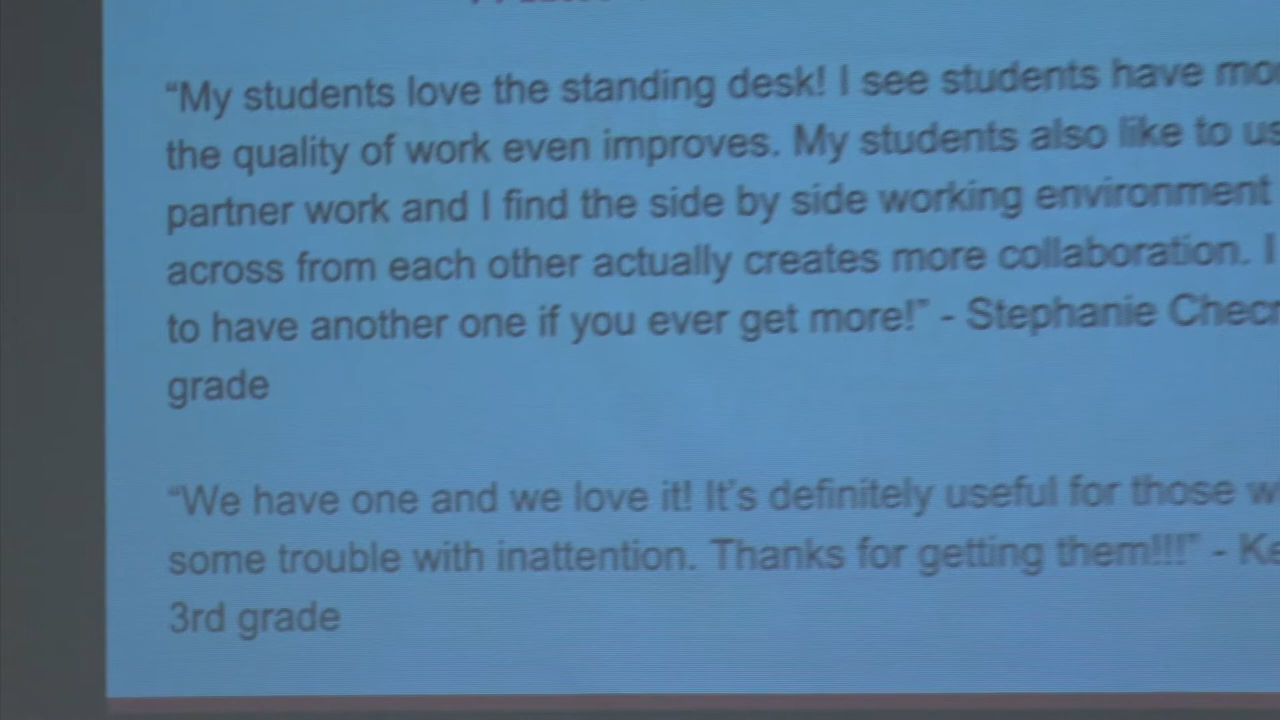 “My students love the standing desk! I see students have
the quality of work even improves. My students also like to
partner work and I find the side by side working environment
across from each other actually creates more collaboration. I
to have another one if you ever get more!” - Stephanie
grade
“We have one and we love it! It's definitely useful for those
some trouble with inattention. Thanks for getting them!!!” -
3rd grade